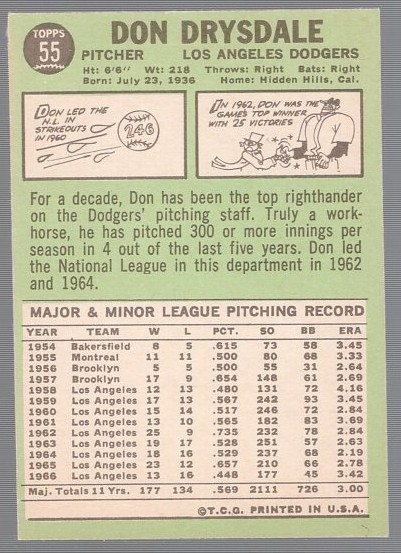 TOPPS
55
DON DRYSDALE
PITCHER LOS ANGELES DODGERS
Ht: 6'6" Wt: 218 Throws: Right Bats: Right
Born: July 23, 1936 Home: Hidden Hills, Cal.
DON LED THE
N.L. IN
STRIKEOUTS
IN 1960
246
IN 1962, DON WAS THE
GAME'S TOP WINNER
WITH 25 VICTORIES
For a decade, Don has been the top righthander
on the Dodgers' pitching staff. Truly a work-
horse, he has pitched 300 or more innings per
season in 4 out of the last five years. Don led
the National League in this department in 1962
and 1964.
MAJOR & MINOR LEAGUE PITCHING RECORD
YEAR TEAM W L PCT. SO BB ERA
1954 Bakersfield 8 5 .615 73 58 3.45
1955 Montreal 11 11 .500 80 68 3.33
1956 Brooklyn 5 5 .500 55 31 2.64
1957 Brooklyn 17 9 .654 148 61 2.69
1958 Los Angeles 12 13 .480 131 72 4.16
1959 Los Angeles 17 13 .567 242 93 3.45
1960 Los Angeles 15 14 .517 246 72 2.84
1961 Los Angeles 13 10 .565 182 83 3.69
1962 Los Angeles 25 9 .735 232 78 2.84
1963 Los Angeles 19 17 .528 251 57 2.63
1964 Los Angeles 18 16 .529 237 68 2.19
1965 Los Angeles 23 12 .657 210 66 2.78
1966 Los Angeles 13 16 .448 177 45 3.42
Maj. Totals 11 Yrs. 177 134 .569 2111 726 3.00
©T.C.G. PRINTED IN U.S.A.